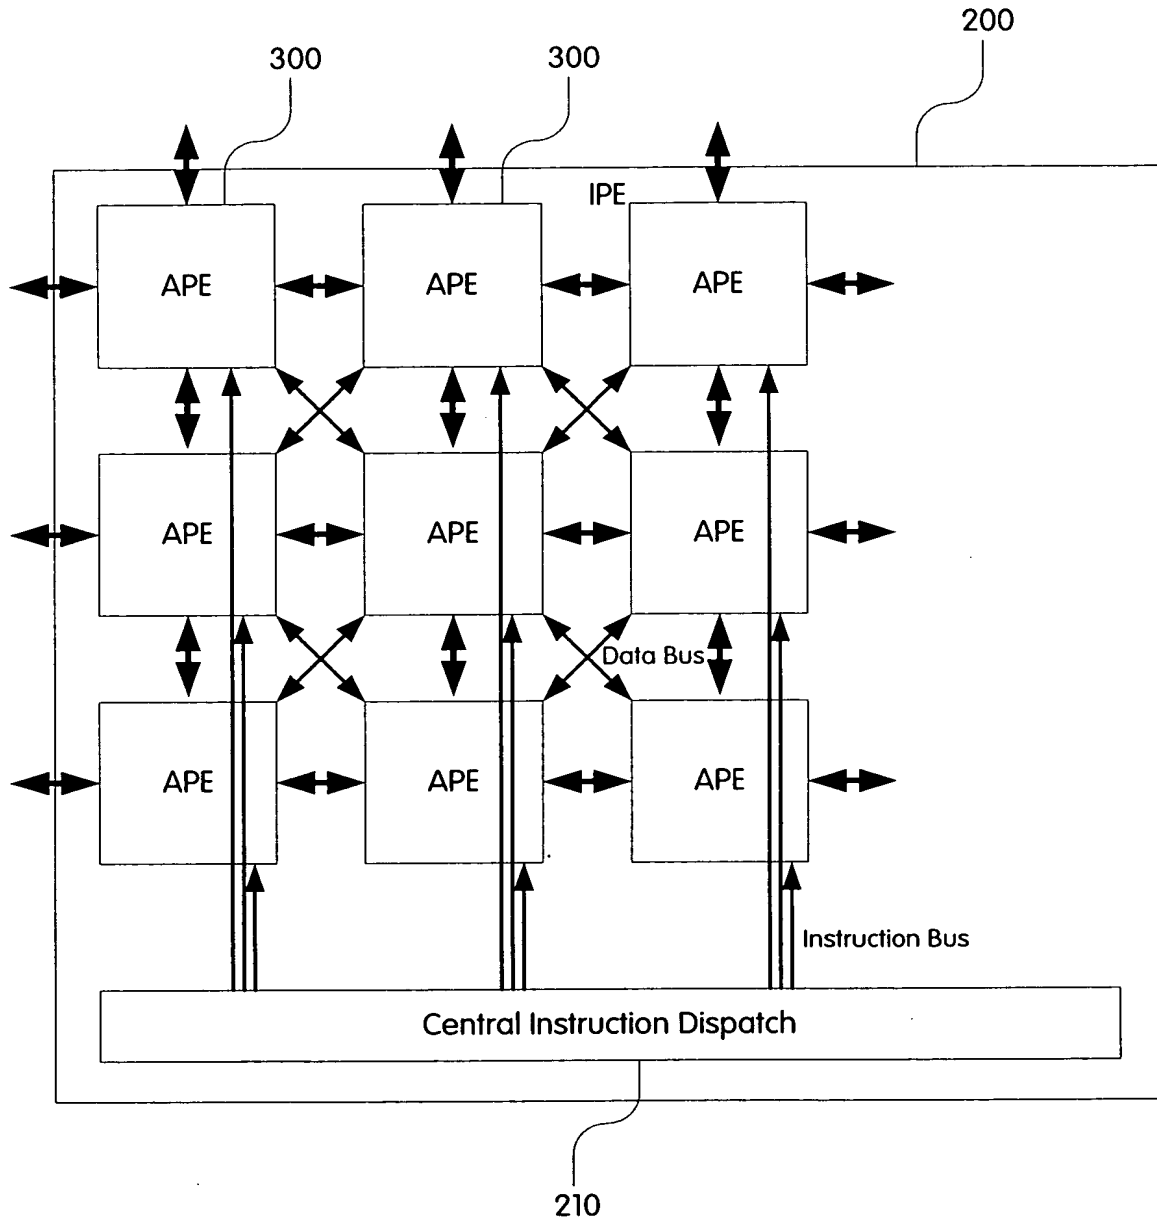 200
300
300
IPE
APE
APE
APE
APE
APE
APE
Data Bus
APE
APE
APE
Instruction Bus
Central Instruction Dispatch
210